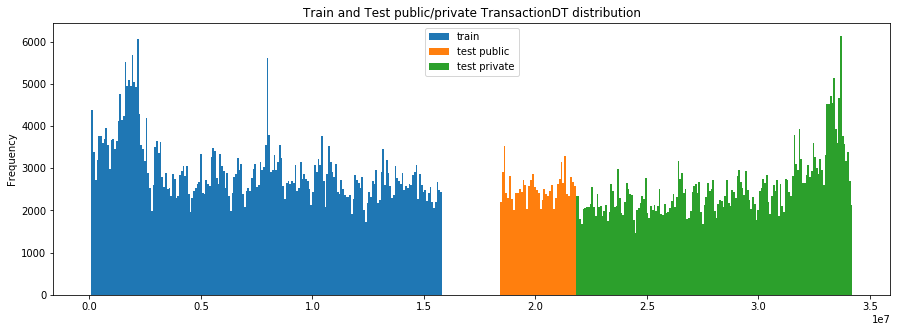 Train and Test public/private TransactionDT distribution
train
test public
test private
Frequency
6000
5000
4000
3000
2000
1000
0
0.0 0.5 1.0 1.5 2.0 2.5 3.0 3.5
1e7